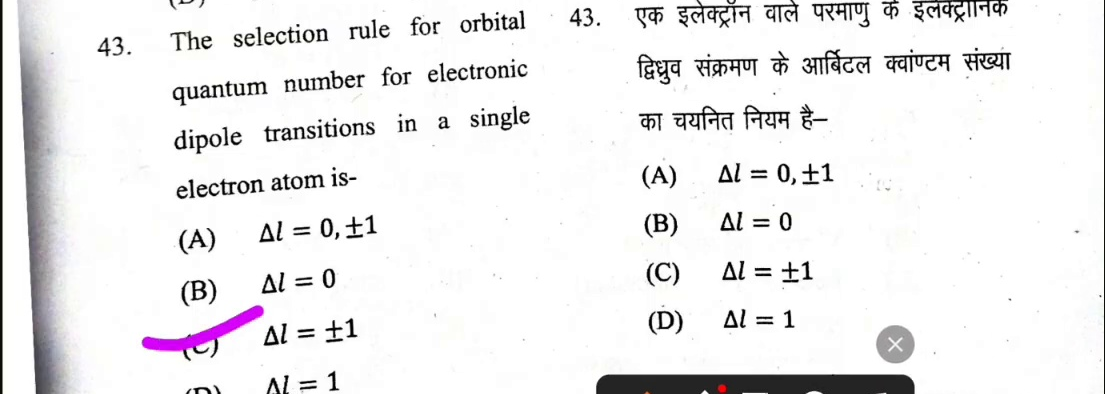 43. The selection rule for orbital
quantum number for electronic
dipole transitions in a single
electron atom is-
(A) Δl = 0, ±1
(B) Δl = 0
(C) Δl = ±1
(D) Δl = 1
43. एक इलेक्ट्रॉन वाले परमाणु के इलेक्ट्रॉनिक
द्विध्रुव संक्रमण के आर्बिटल क्वांण्टम संख्या
का चयनित नियम है–
(A) Δl = 0, ±1
(B) Δl = 0
(C) Δl = ±1
(D) Δl = 1